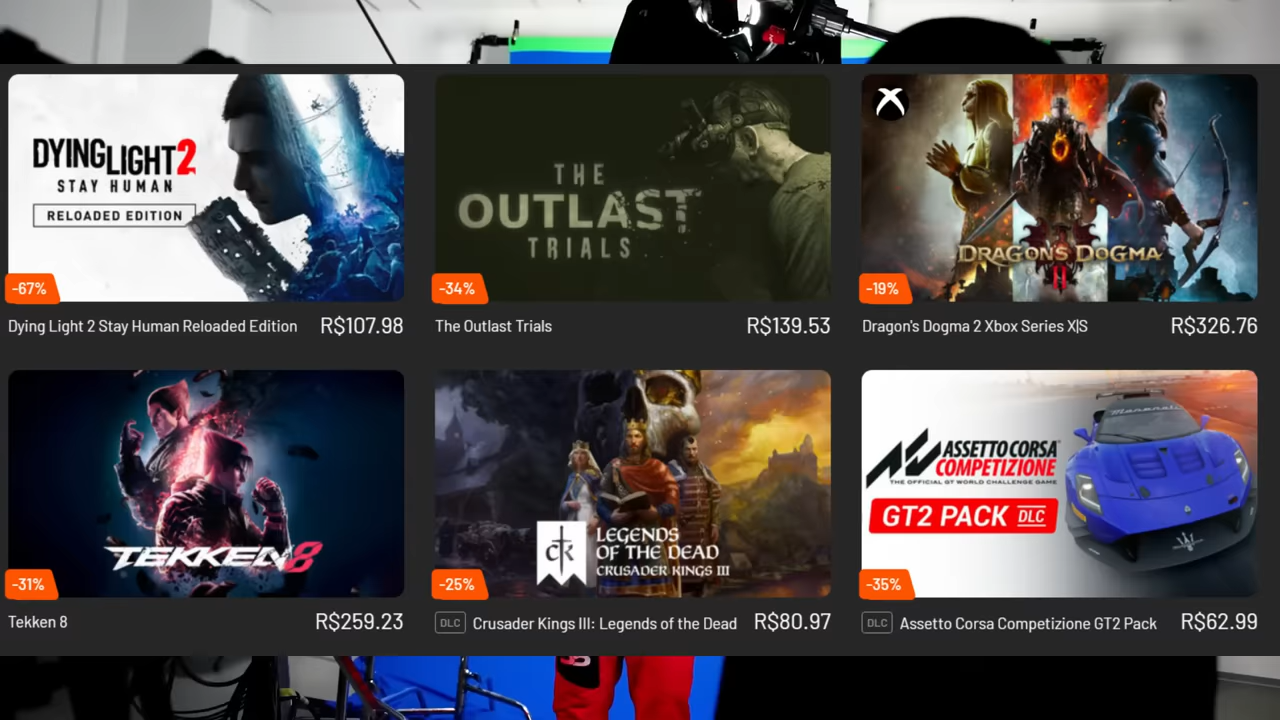 DYING LIGHT 2
STAY HUMAN
RELOADED EDITION
-67%
Dying Light 2 Stay Human Reloaded Edition R$107.98
THE
OUTLAST
TRIALS
-34%
The Outlast Trials R$139.53
DRAGON'S DOGMA
II
-19%
Dragon's Dogma 2 Xbox Series X|S R$326.76
TEKKEN 8
-31%
Tekken 8 R$259.23
ck
LEGENDS
OF THE DEAD
CRUSADER KINGS III
-25%
DLC Crusader Kings III: Legends of the Dead R$80.97
Maserati
ASSETTO CORSA
COMPETIZIONE
THE OFFICIAL GT WORLD CHALLENGE GAME
GT2 PACK DLC
-35%
DLC Assetto Corsa Competizione GT2 Pack R$62.99